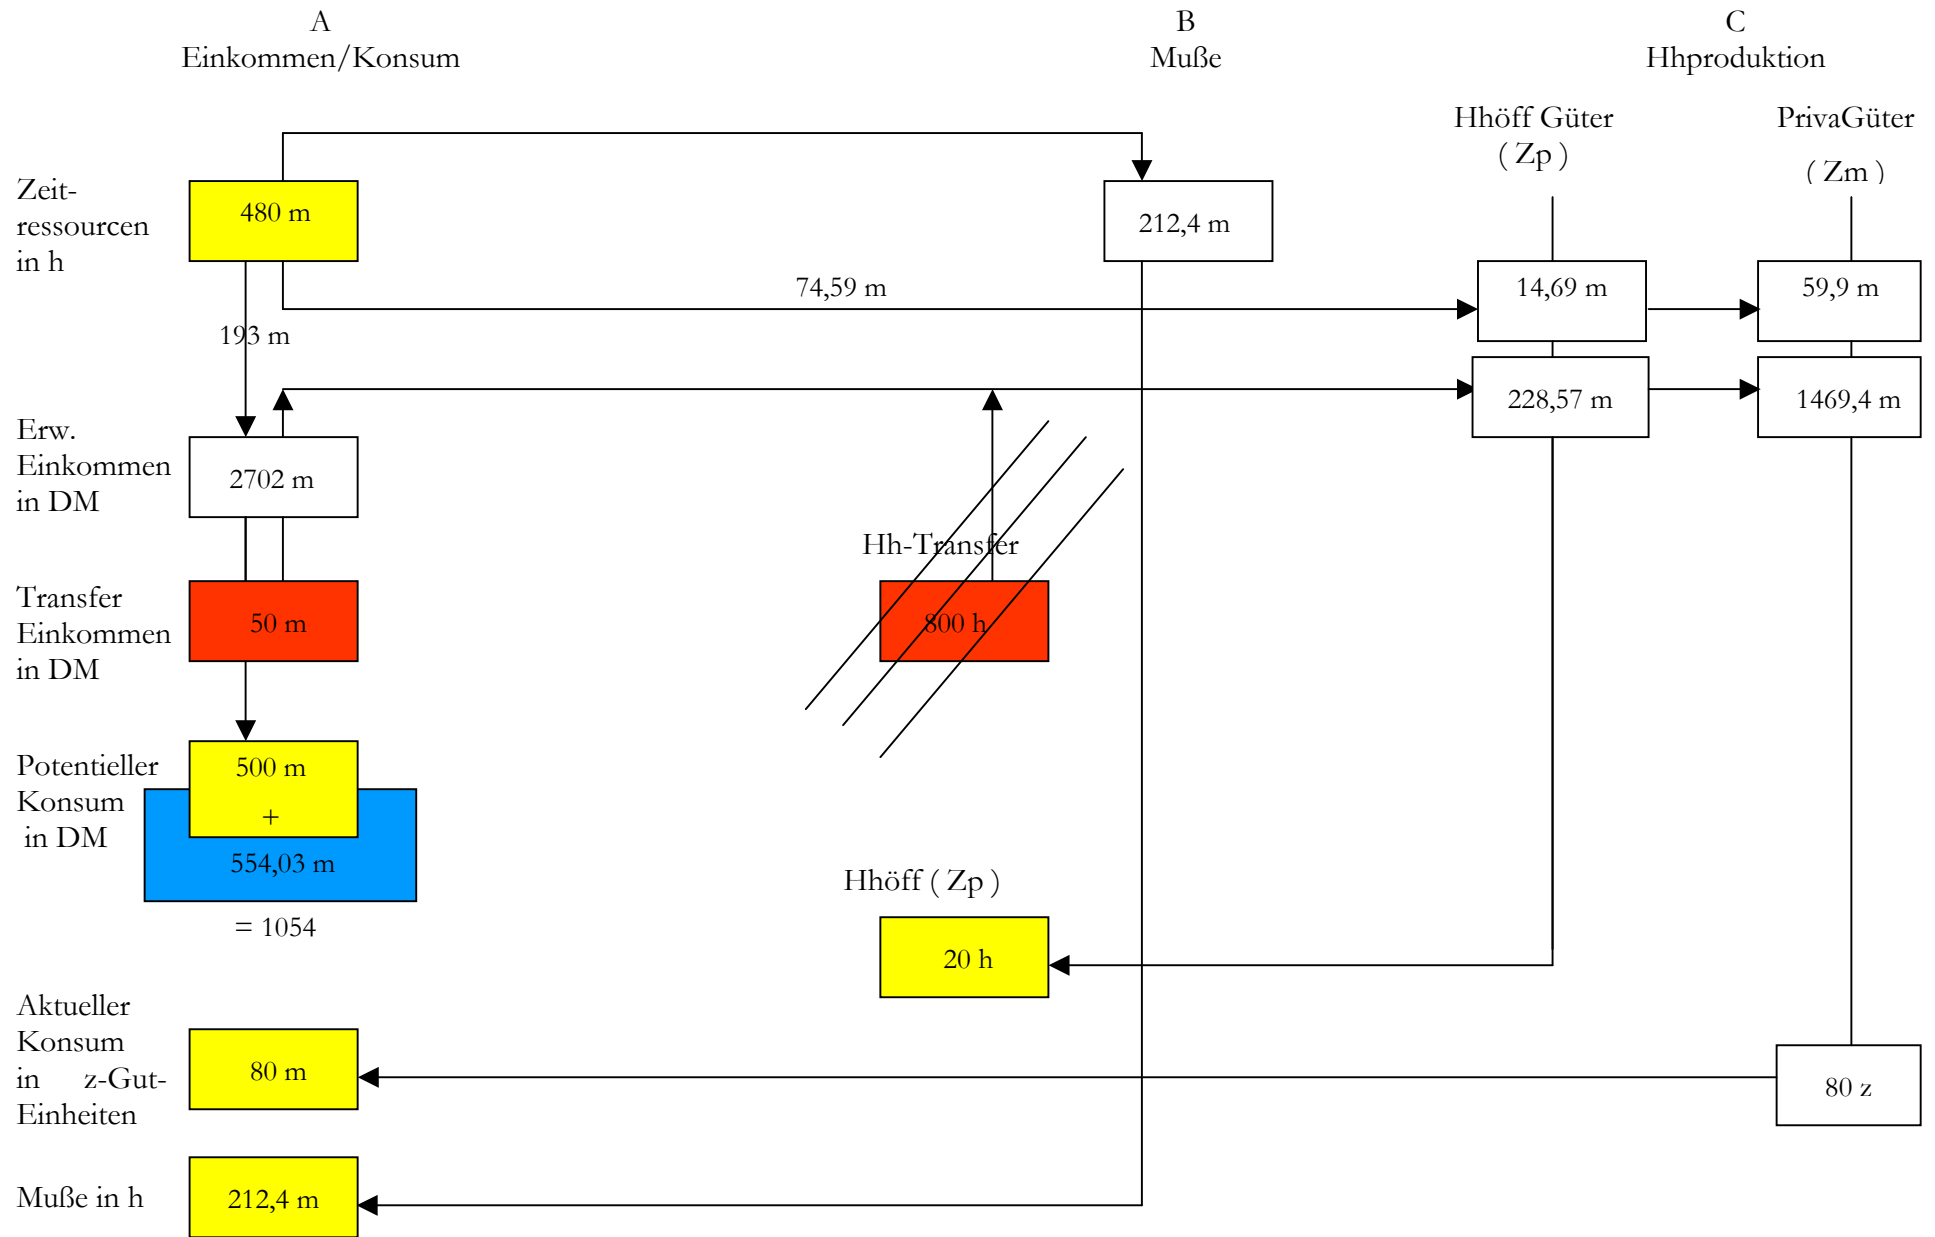 A
Einkommen/Konsum
B
Muße
C
Hhproduktion
Hhöff Güter
( Zp )
PrivaGüter
( Zm )
Zeit-
ressourcen
in h
480 m
212,4 m
74,59 m
14,69 m
59,9 m
193 m
228,57 m
1469,4 m
Erw.
Einkommen
in DM
2702 m
Hh-Transfer
800 h
Transfer
Einkommen
in DM
50 m
Potentieller
Konsum
in DM
500 m
+
554,03 m
= 1054
Hhöff ( Zp )
20 h
Aktueller
Konsum
in z-Gut-
Einheiten
80 m
80 z
Muße in h
212,4 m